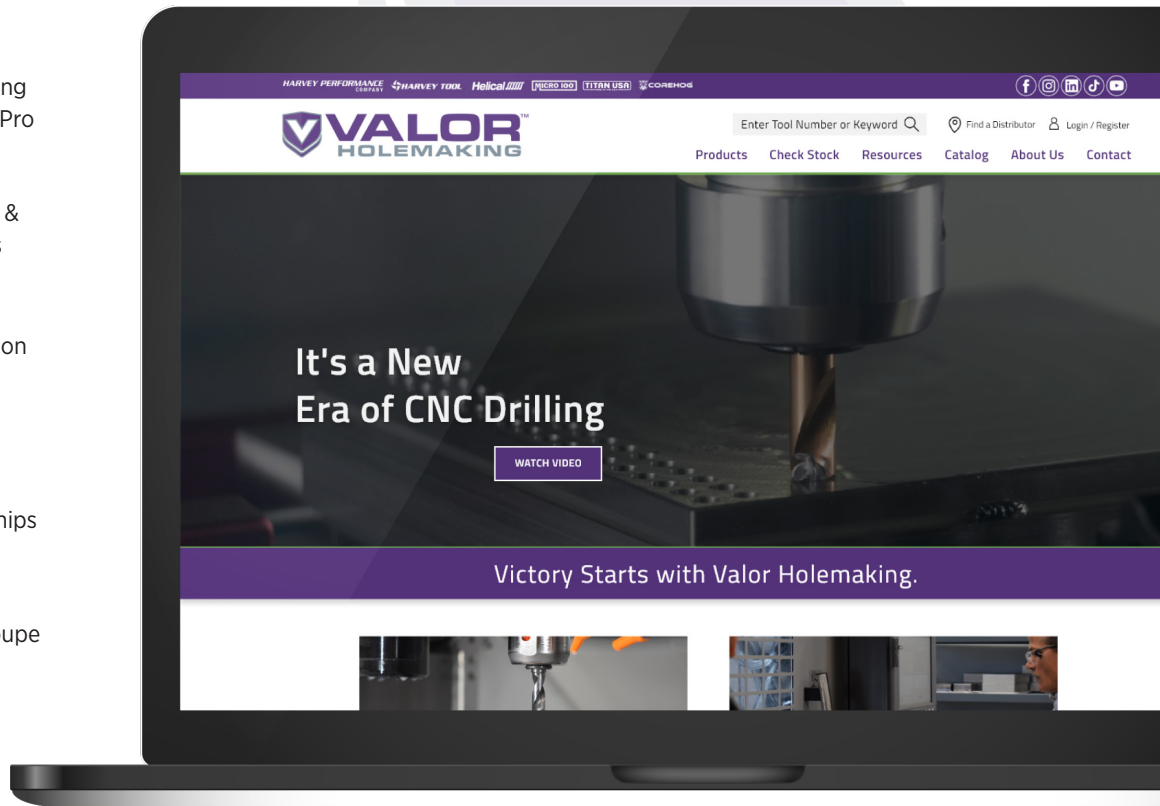 ng
Pro
&
s
on
hips
oupe
HARVEY PERFORMANCE COMPANY HARVEY TOOL Helical MICRO 100 TITAN USA COREHOG
VALOR™
HOLEMAKING
Enter Tool Number or Keyword Find a Distributor Login / Register
Products Check Stock Resources Catalog About Us Contact
It's a New
Era of CNC Drilling
WATCH VIDEO
Victory Starts with Valor Holemaking.